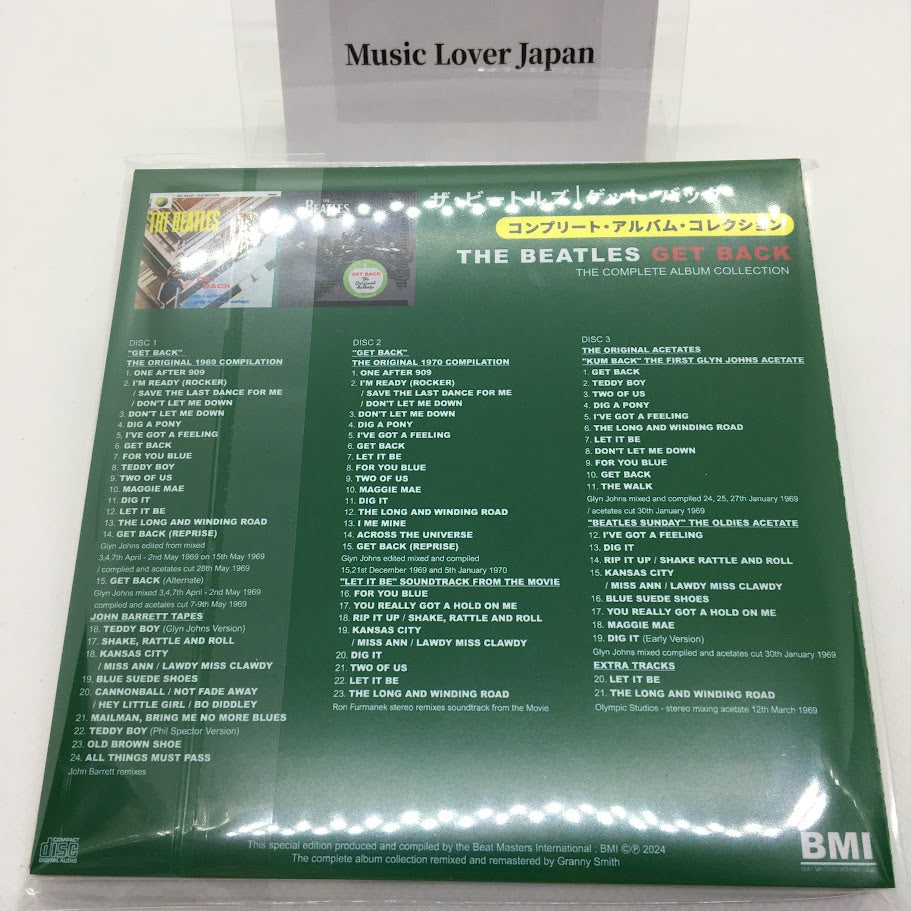 Music Lover Japan
THE BEATLES
THE BEATLES
GET BACK
ザ・ビートルズ|ゲット・バック
コンプリート・アルバム・コレクション
THE BEATLES GET BACK
THE COMPLETE ALBUM COLLECTION
DISC 1
"GET BACK"
THE ORIGINAL 1969 COMPILATION
1. ONE AFTER 909
2. I'M READY (ROCKER)
/ SAVE THE LAST DANCE FOR ME
/ DON'T LET ME DOWN
3. DON'T LET ME DOWN
4. DIG A PONY
5. I'VE GOT A FEELING
6. GET BACK
7. FOR YOU BLUE
8. TEDDY BOY
9. TWO OF US
10. MAGGIE MAE
11. DIG IT
12. LET IT BE
13. THE LONG AND WINDING ROAD
14. GET BACK (REPRISE)
Glyn Johns edited from mixed
3,4,7th April - 2nd May 1969 on 15th May 1969
/ complied and acetates cut 28th May 1969
15. GET BACK (Alternate)
Glyn Johns mixed 3,4,7th April - 2nd May 1969
compiled and acetates cut 7-9th May 1969
JOHN BARRETT TAPES
16. TEDDY BOY (Glyn Johns Version)
17. SHAKE, RATTLE AND ROLL
18. KANSAS CITY
/ MISS ANN / LAWDY MISS CLAWDY
19. BLUE SUEDE SHOES
20. CANNONBALL / NOT FADE AWAY
/ HEY LITTLE GIRL / BO DIDDLEY
21. MAILMAN, BRING ME NO MORE BLUES
22. TEDDY BOY (Phil Spector Version)
23. OLD BROWN SHOE
24. ALL THINGS MUST PASS
John Barrett remixes
DISC 2
"GET BACK"
THE ORIGINAL 1970 COMPILATION
1. ONE AFTER 909
2. I'M READY (ROCKER)
/ SAVE THE LAST DANCE FOR ME
/ DON'T LET ME DOWN
3. DON'T LET ME DOWN
4. DIG A PONY
5. I'VE GOT A FEELING
6. GET BACK
7. LET IT BE
8. FOR YOU BLUE
9. TWO OF US
10. MAGGIE MAE
11. DIG IT
12. THE LONG AND WINDING ROAD
13. I ME MINE
14. ACROSS THE UNIVERSE
15. GET BACK (REPRISE)
Glyn Johns edited mixed and compiled
15,21st December 1969 and 5th January 1970
"LET IT BE" SOUNDTRACK FROM THE MOVIE
16. FOR YOU BLUE
17. YOU REALLY GOT A HOLD ON ME
18. RIP IT UP / SHAKE, RATTLE AND ROLL
19. KANSAS CITY
/ MISS ANN / LAWDY MISS CLAWDY
20. DIG IT
21. TWO OF US
22. LET IT BE
23. THE LONG AND WINDING ROAD
Ron Furmanek stereo remixes soundtrack from the Movie
DISC 3
THE ORIGINAL ACETATES
"KUM BACK" THE FIRST GLYN JOHNS ACETATE
1. GET BACK
2. TEDDY BOY
3. TWO OF US
4. DIG A PONY
5. I'VE GOT A FEELING
6. THE LONG AND WINDING ROAD
7. LET IT BE
8. DON'T LET ME DOWN
9. FOR YOU BLUE
10. GET BACK
11. THE WALK
Glyn Johns mixed and compiled 24, 25, 27th January 1969
/ acetates cut 30th January 1969
"BEATLES SUNDAY" THE OLDIES ACETATE
12. I'VE GOT A FEELING
13. DIG IT
14. RIP IT UP / SHAKE RATTLE AND ROLL
15. KANSAS CITY
/ MISS ANN / LAWDY MISS CLAWDY
16. BLUE SUEDE SHOES
17. YOU REALLY GOT A HOLD ON ME
18. MAGGIE MAE
19. DIG IT (Early Version)
Glyn Johns mixed compiled and acetates cut 30th January 1969
EXTRA TRACKS
20. LET IT BE
21. THE LONG AND WINDING ROAD
Olympic Studios - stereo mixing acetate 12th March 1969
COMPACT
disc
DIGITAL AUDIO
This special edition produced and compiled by the Beat Masters International : BMI ©℗ 2024
The complete album collection remixed and remastered by Granny Smith
BMI